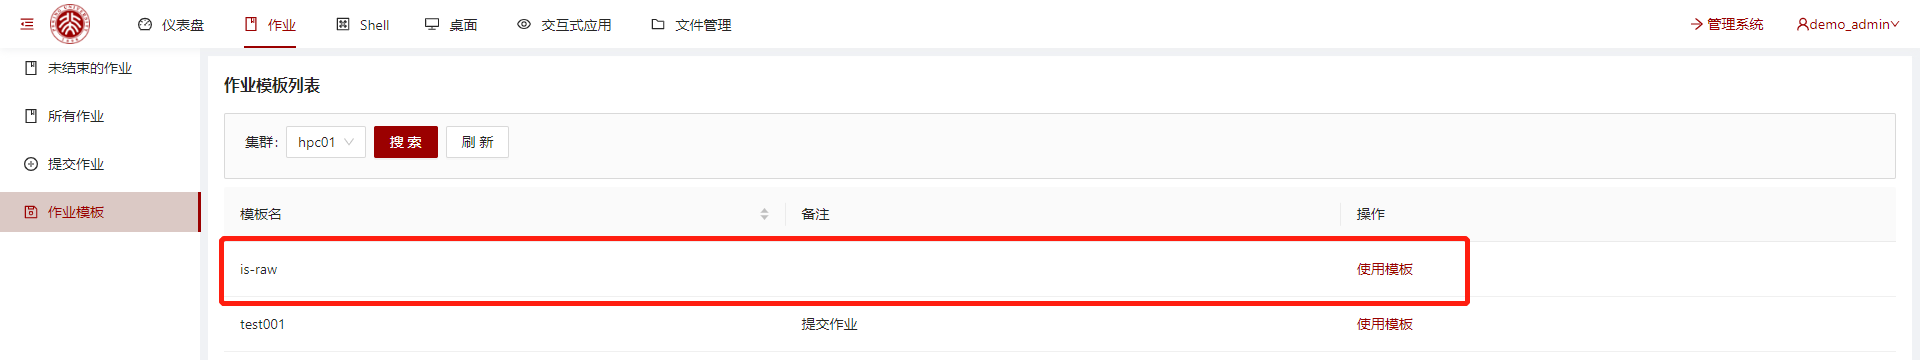 仪表盘 作业 Shell 桌面 交互式应用 文件管理 管理系统 demo_admin
未结束的作业
所有作业
提交作业
作业模板
作业模板列表
集群: hpc01 搜 索 刷 新
模板名 备注 操作
is-raw 使用模板
test001 提交作业 使用模板